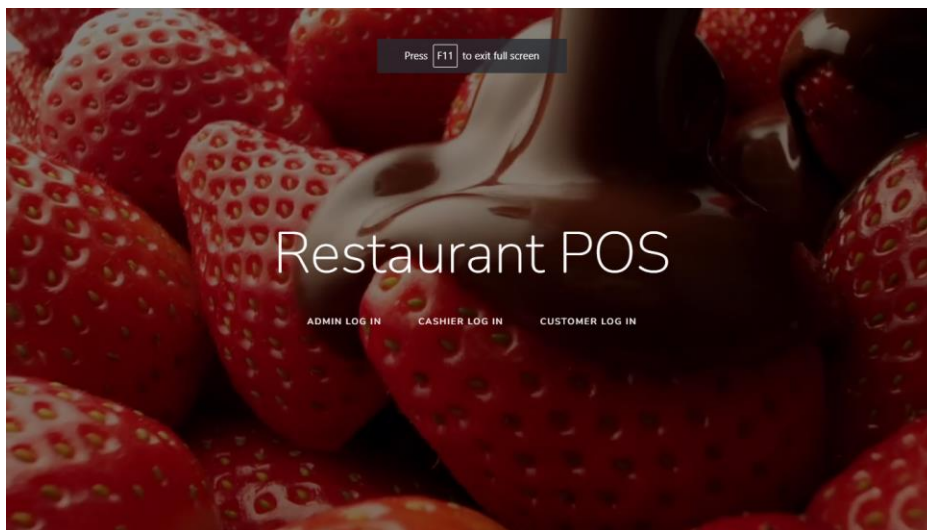 Press F11 to exit full screen
Restaurant POS
ADMIN LOG IN CASHIER LOG IN CUSTOMER LOG IN